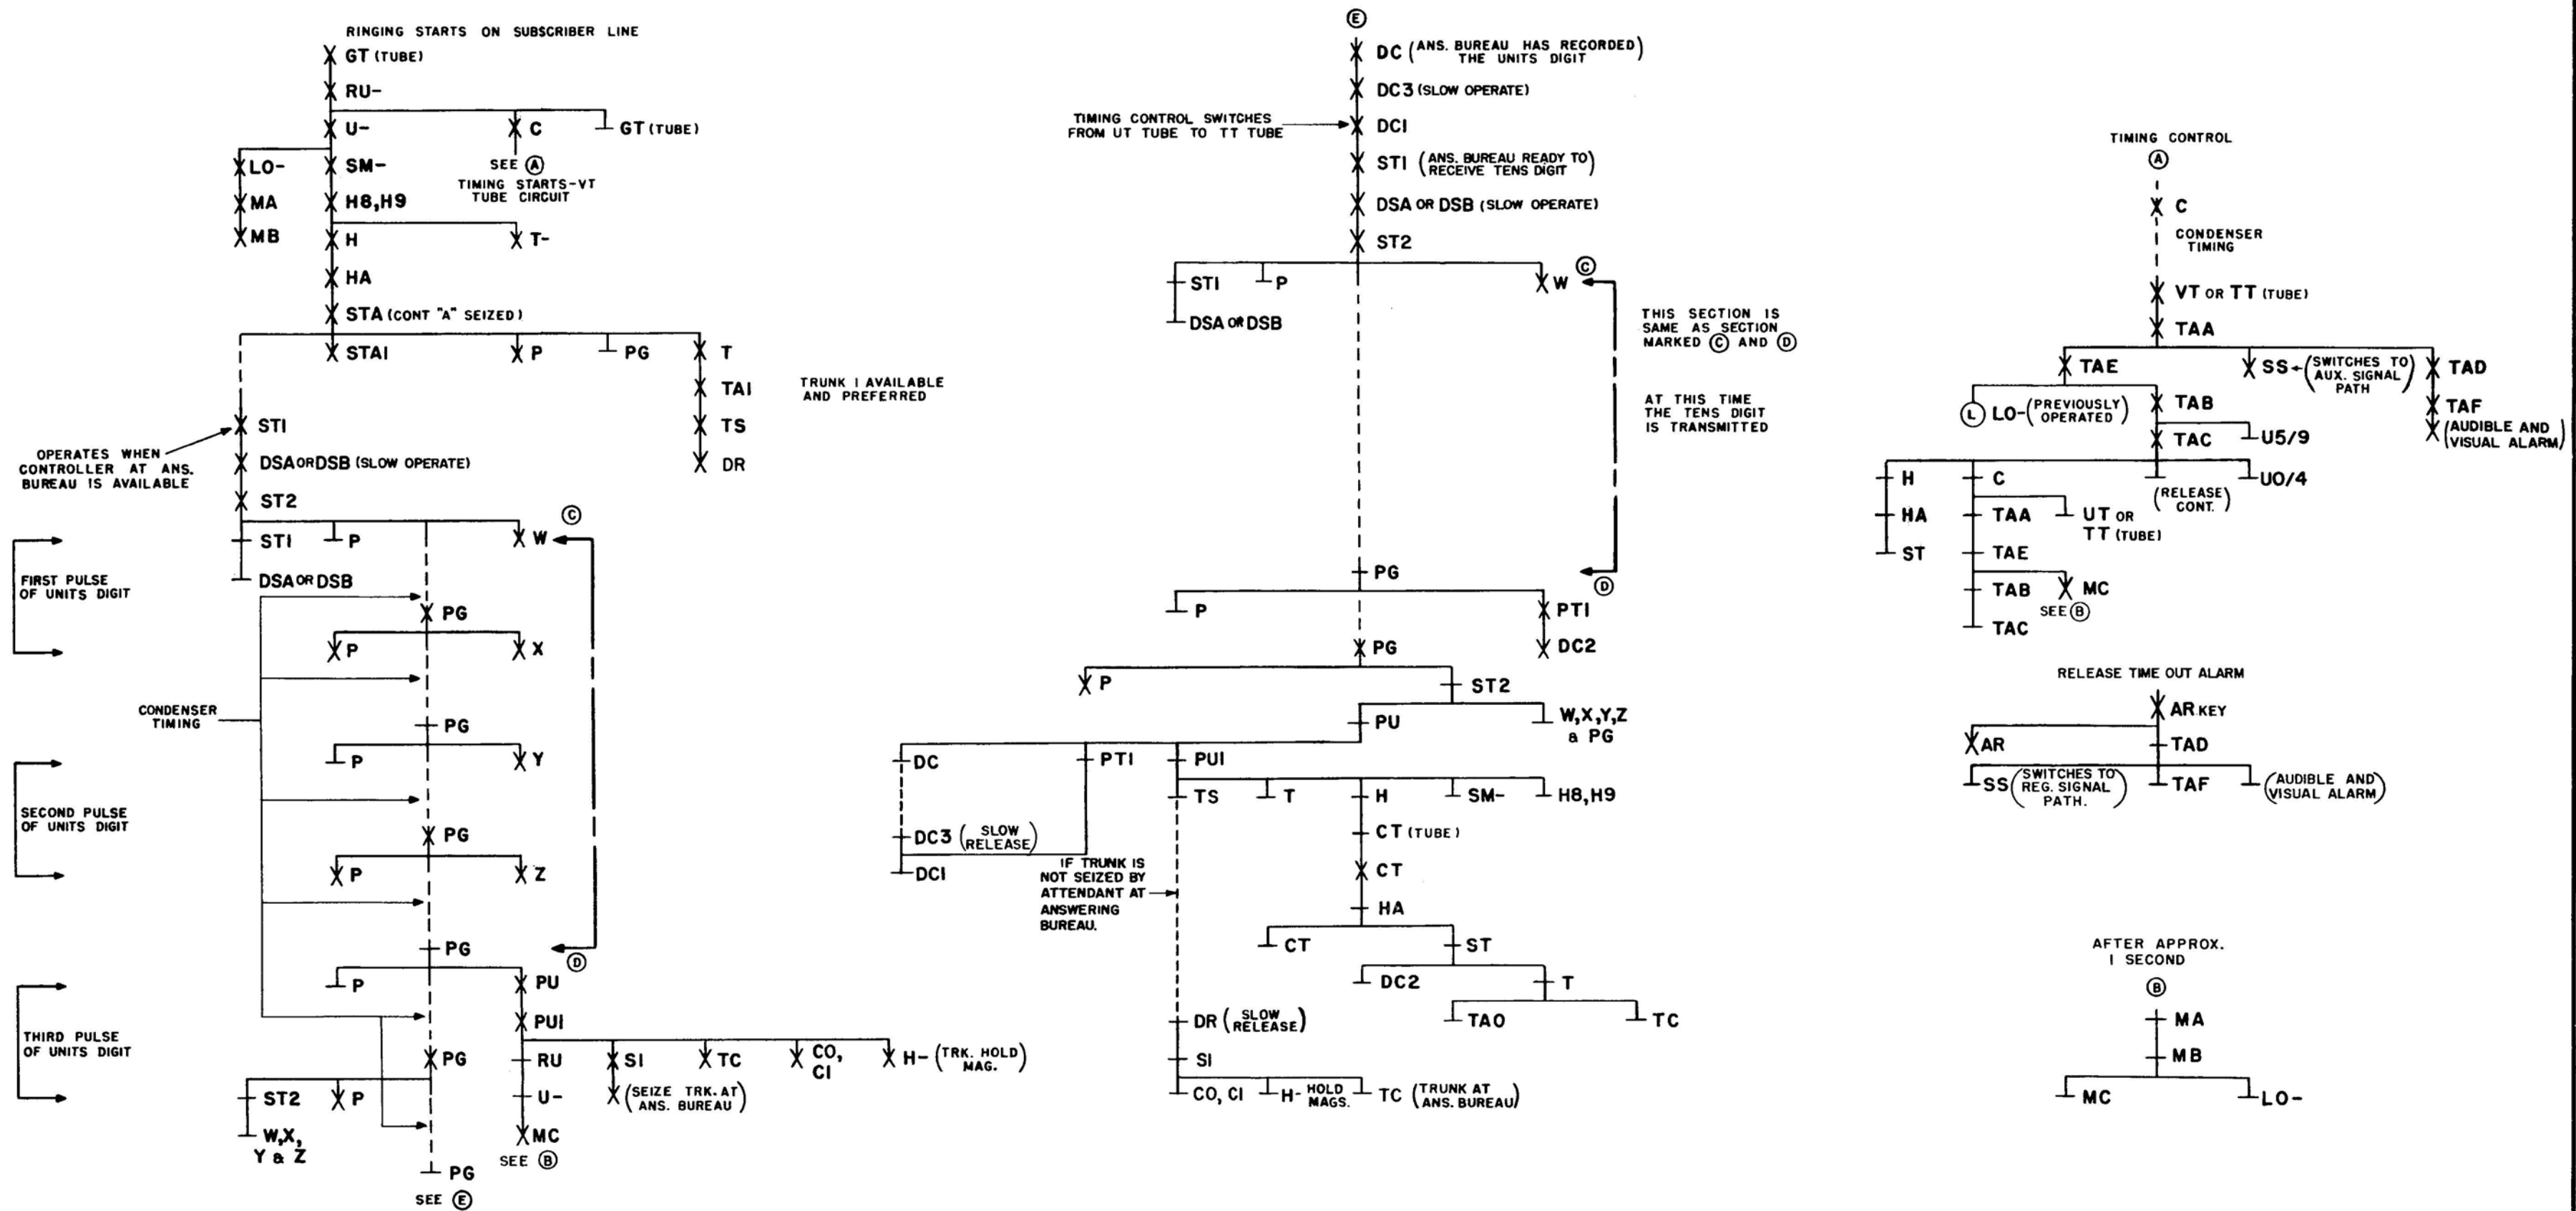 RINGING STARTS ON SUBSCRIBER LINE
GT (TUBE)
RU-
U-
C
GT (TUBE)
SEE Ⓐ
TIMING STARTS-VT
TUBE CIRCUIT
LO-
SM-
MA
H8,H9
MB
H
T-
HA
STA (CONT "A" SEIZED)
STA1
P
PG
T
TA1
TRUNK 1 AVAILABLE
AND PREFERRED
TS
DR
ST1
OPERATES WHEN
CONTROLLER AT ANS.
BUREAU IS AVAILABLE
DSA OR DSB (SLOW OPERATE)
ST2
ST1
P
W
Ⓒ
DSA OR DSB
FIRST PULSE
OF UNITS DIGIT
PG
P
X
CONDENSER
TIMING
PG
P
Y
SECOND PULSE
OF UNITS DIGIT
PG
P
Z
PG
Ⓓ
P
PU
PU1
THIRD PULSE
OF UNITS DIGIT
PG
RU
S1
TC
CO,
C1
H- (TRK. HOLD
MAG.)
ST2
P
U-
(SEIZE TRK. AT
ANS. BUREAU)
W,X,
Y & Z
MC
SEE Ⓑ
PG
SEE Ⓔ
Ⓔ
DC (ANS. BUREAU HAS RECORDED
THE UNITS DIGIT)
DC3 (SLOW OPERATE)
TIMING CONTROL SWITCHES
FROM UT TUBE TO TT TUBE
DC1
ST1 (ANS. BUREAU READY TO
RECEIVE TENS DIGIT)
DSA OR DSB (SLOW OPERATE)
ST2
ST1
P
W
Ⓒ
DSA OR DSB
THIS SECTION IS
SAME AS SECTION
MARKED Ⓒ AND Ⓓ
AT THIS TIME
THE TENS DIGIT
IS TRANSMITTED
PG
Ⓓ
P
PT1
DC2
PG
P
ST2
PU
W,X,Y,Z
& PG
DC
PT1
PU1
TS
T
H
SM-
H8,H9
DC3 (SLOW
RELEASE)
DC1
CT (TUBE)
IF TRUNK IS
NOT SEIZED BY
ATTENDANT AT
ANSWERING
BUREAU.
CT
HA
CT
ST
DC2
T
TAO
TC
DR (SLOW
RELEASE)
S1
CO, C1
H- HOLD
MAGS.
TC (TRUNK AT
ANS. BUREAU)
TIMING CONTROL
Ⓐ
C
CONDENSER
TIMING
VT OR TT (TUBE)
TAA
TAE
SS (SWITCHES TO
AUX. SIGNAL
PATH)
TAD
L
LO- (PREVIOUSLY
OPERATED)
TAB
TAF
(AUDIBLE AND
VISUAL ALARM)
TAC
U5/9
H
C
(RELEASE
CONT.)
U0/4
HA
TAA
UT OR
TT (TUBE)
ST
TAE
TAB
MC
SEE Ⓑ
TAC
RELEASE TIME OUT ALARM
AR KEY
AR
TAD
SS (SWITCHES TO
REG. SIGNAL
PATH.)
TAF
(AUDIBLE AND
VISUAL ALARM)
AFTER APPROX.
1 SECOND
Ⓑ
MA
MB
MC
LO-